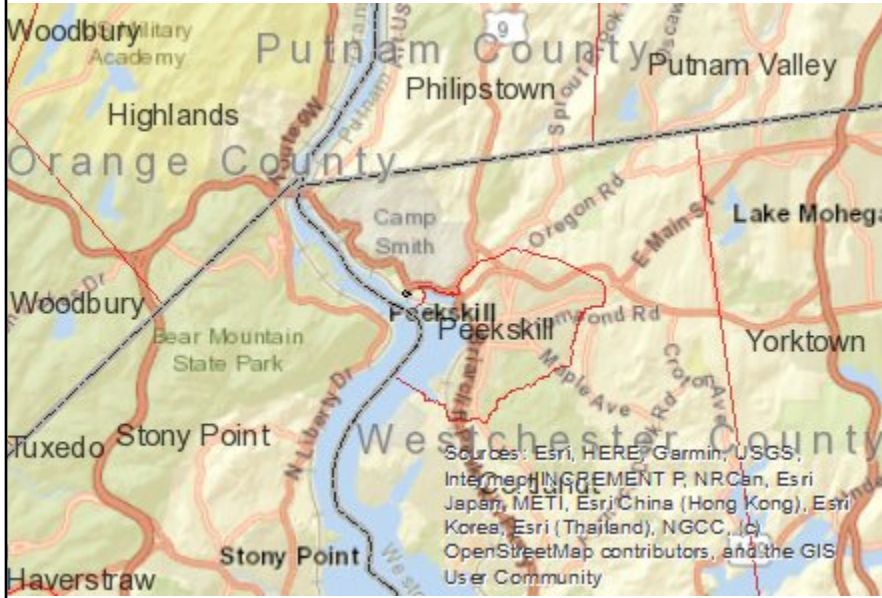 Woodbury
US Military
Academy
Putnam County
9
Philipstown
Putnam Valley
Highlands
Orange County
Camp
Smith
Oregon Rd
E Main St
Lake Mohega
Woodbury
Peekskill
Peekskill
Bear Mountain
State Park
Yorktown
Maple Ave
N Liberty Dr
Tuxedo
Stony Point
Westchester County
Sources: Esri, HERE, Garmin, USGS,
Intermap, INCREMENT P, NRCan, Esri
Japan, METI, Esri China (Hong Kong), Esri
Korea, Esri (Thailand), NGCC, (c)
OpenStreetMap contributors, and the GIS
User Community
Stony Point
Haverstraw